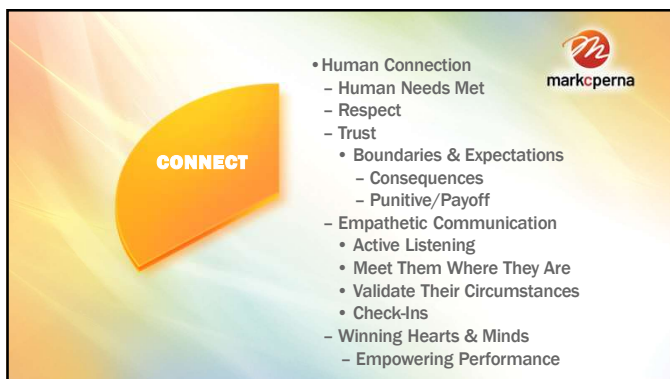 • Human Connection
– Human Needs Met
– Respect
– Trust
• Boundaries & Expectations
– Consequences
– Punitive/Payoff
– Empathetic Communication
• Active Listening
• Meet Them Where They Are
• Validate Their Circumstances
• Check-Ins
– Winning Hearts & Minds
– Empowering Performance
CONNECT
m
markcperna